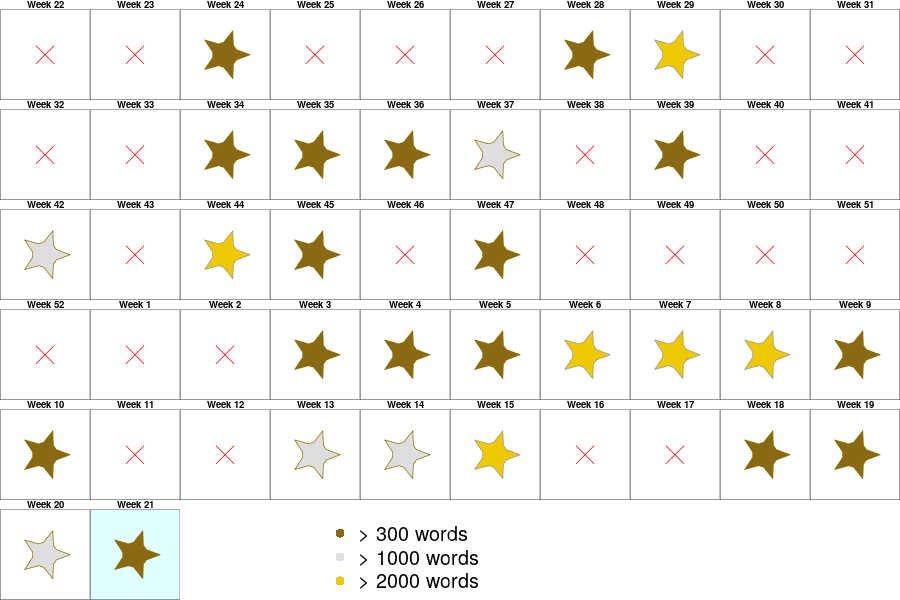 Week 22 Week 23 Week 24 Week 25 Week 26 Week 27 Week 28 Week 29 Week 30 Week 31
Week 32 Week 33 Week 34 Week 35 Week 36 Week 37 Week 38 Week 39 Week 40 Week 41
Week 42 Week 43 Week 44 Week 45 Week 46 Week 47 Week 48 Week 49 Week 50 Week 51
Week 52 Week 1 Week 2 Week 3 Week 4 Week 5 Week 6 Week 7 Week 8 Week 9
Week 10 Week 11 Week 12 Week 13 Week 14 Week 15 Week 16 Week 17 Week 18 Week 19
Week 20 Week 21
> 300 words
> 1000 words
> 2000 words